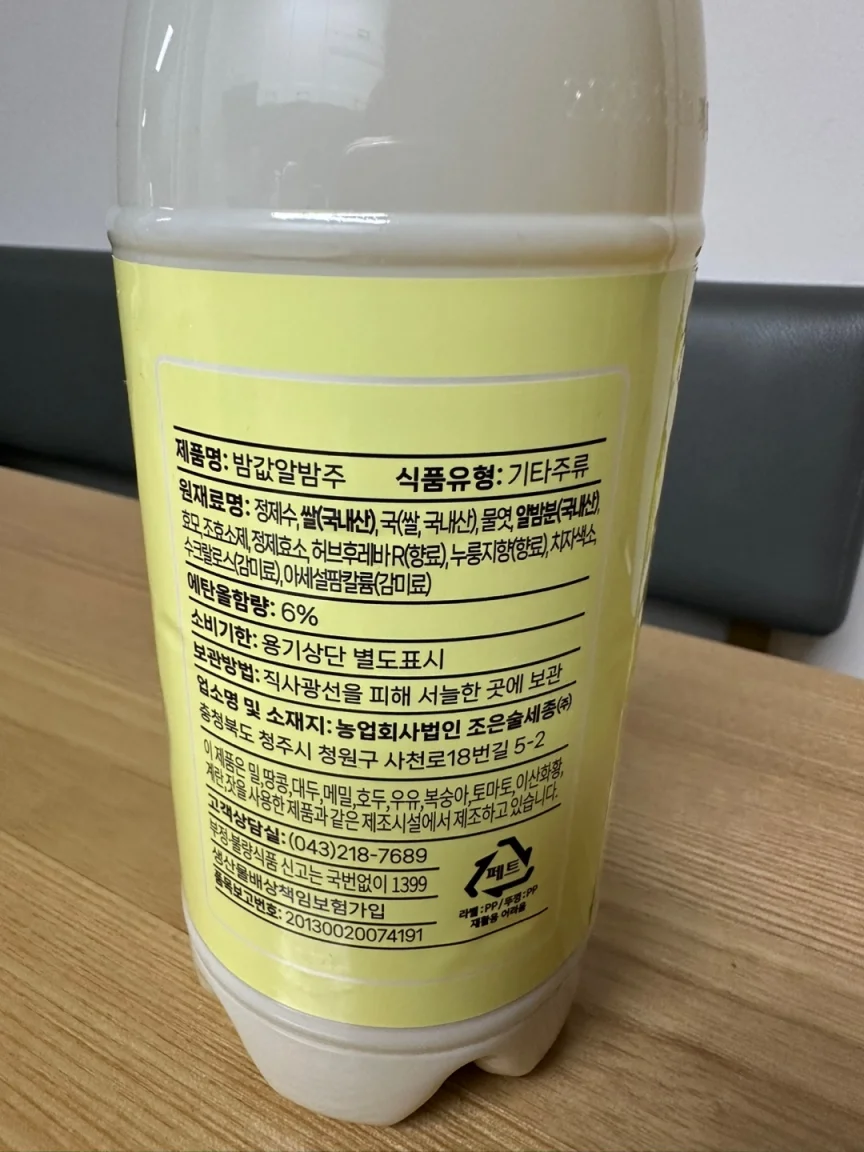 제품명: 밤값알밤주 식품유형: 기타주류
원재료명: 정제수, 쌀(국내산), 국(쌀, 국내산), 물엿, 알밤분(국내산),
효모, 조효소제, 정제효소, 허브후레바R(향료), 누룽지향(향료), 치자색소,
수크랄로스(감미료), 아세설팜칼륨(감미료)
에탄올함량: 6%
소비기한: 용기상단 별도표시
보관방법: 직사광선을 피해 서늘한 곳에 보관
업소명 및 소재지: 농업회사법인 조은술세종㈜
충청북도 청주시 청원구 사천로18번길 5-2
이 제품은 밀,땅콩,대두,메밀,호두,우유,복숭아,토마토,이산화황,
계란,잣을 사용한 제품과 같은 제조시설에서 제조하고 있습니다.
고객상담실: (043)218-7689
부정·불량식품 신고는 국번없이 1399
생산물배상책임보험가입
품목보고번호: 20130020074191
페트
라벨:PP/뚜껑:PP
재활용 어려움